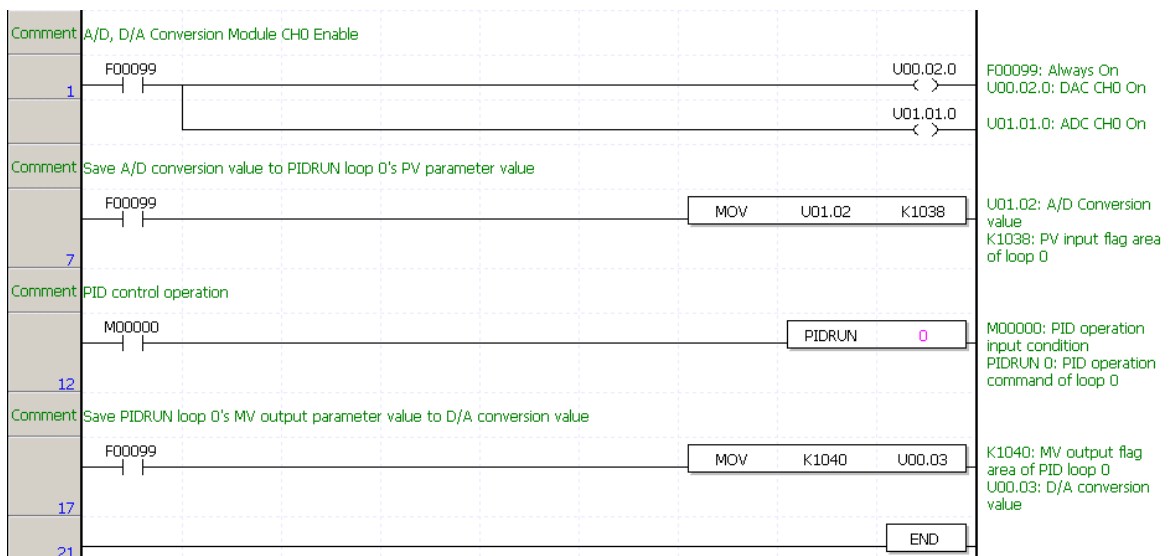 Comment A/D, D/A Conversion Module CH0 Enable
F00099 U00.02.0
1
F00099: Always On
U00.02.0: DAC CH0 On
U01.01.0
U01.01.0: ADC CH0 On
Comment Save A/D conversion value to PIDRUN loop 0's PV parameter value
F00099
MOV U01.02 K1038
7
U01.02: A/D Conversion
value
K1038: PV input flag area
of loop 0
Comment PID control operation
M00000
PIDRUN 0
12
M00000: PID operation
input condition
PIDRUN 0: PID operation
command of loop 0
Comment Save PIDRUN loop 0's MV output parameter value to D/A conversion value
F00099
MOV K1040 U00.03
17
K1040: MV output flag
area of PID loop 0
U00.03: D/A conversion
value
END
21